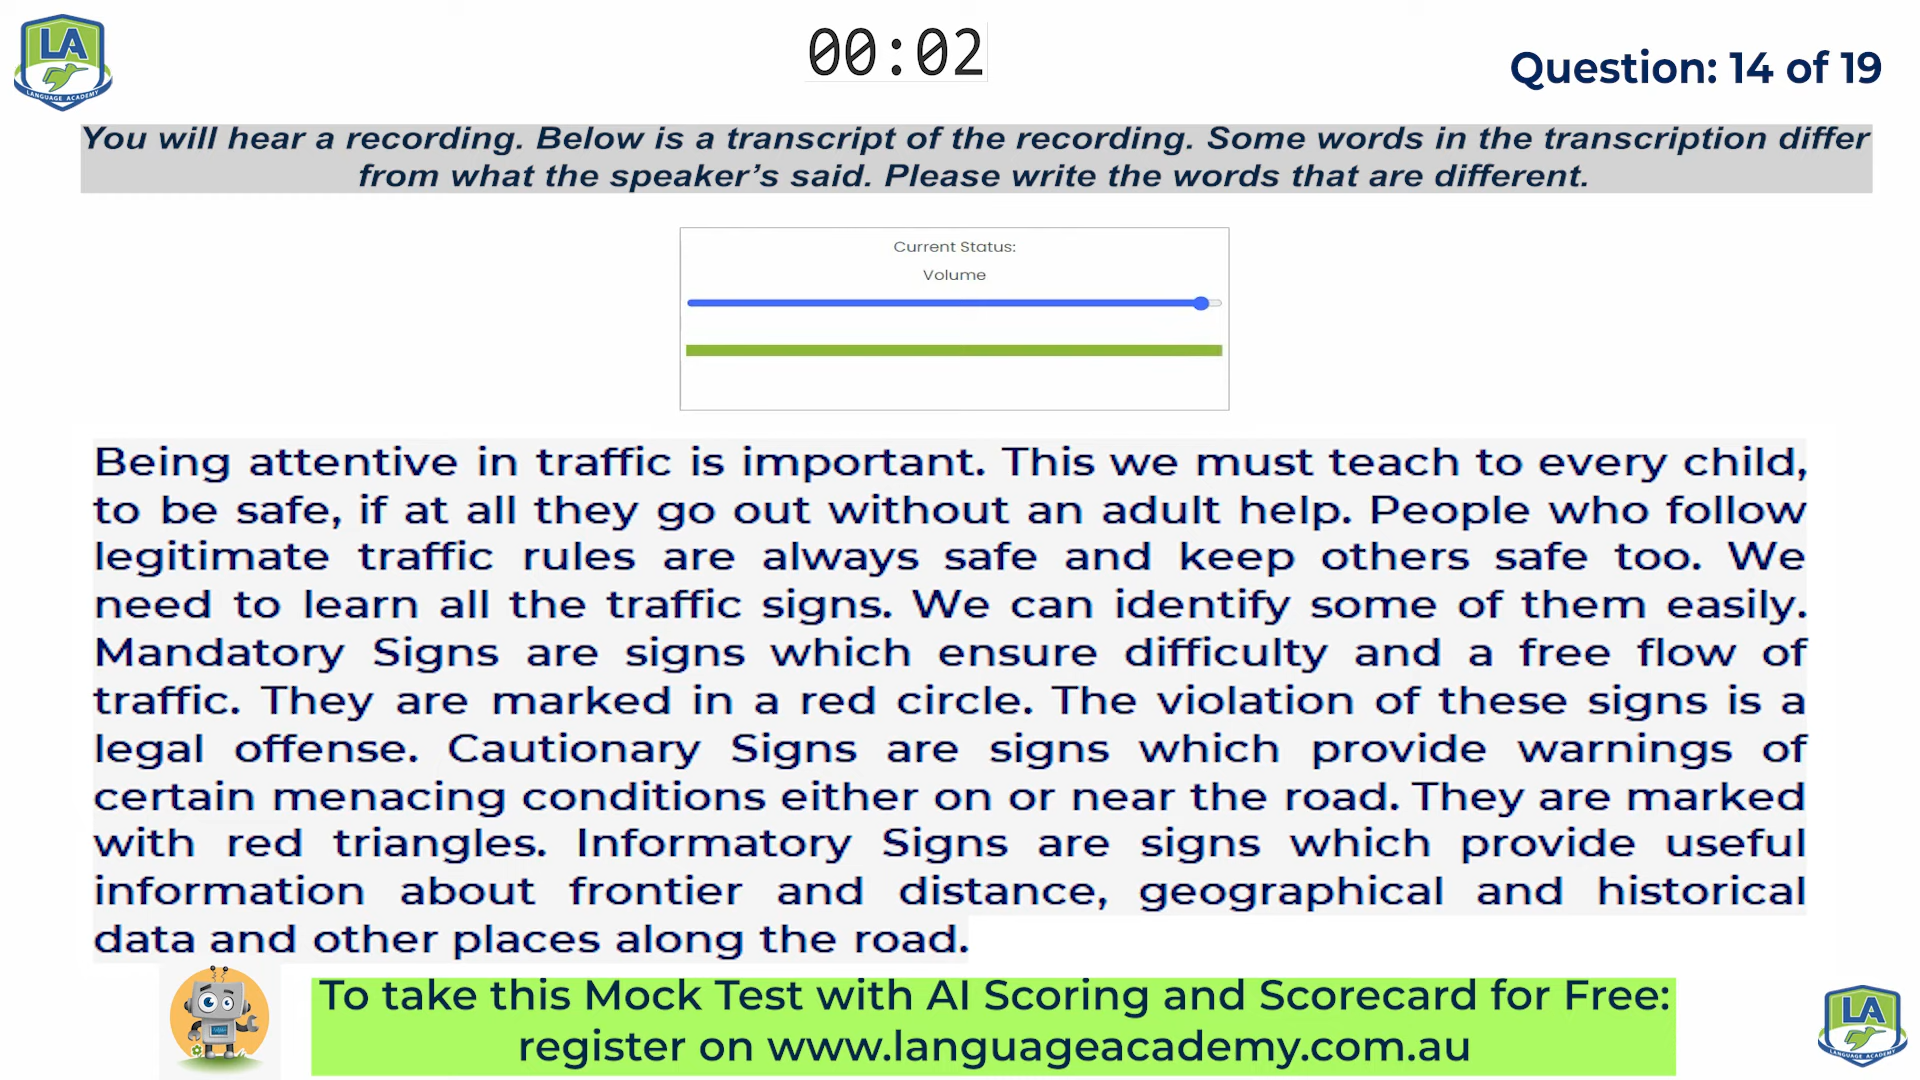 LA
LANGUAGE ACADEMY
00:02
Question: 14 of 19
You will hear a recording. Below is a transcript of the recording. Some words in the transcription differ
from what the speaker's said. Please write the words that are different.
Current Status:
Volume
Being attentive in traffic is important. This we must teach to every child,
to be safe, if at all they go out without an adult help. People who follow
legitimate traffic rules are always safe and keep others safe too. We
need to learn all the traffic signs. We can identify some of them easily.
Mandatory Signs are signs which ensure difficulty and a free flow of
traffic. They are marked in a red circle. The violation of these signs is a
legal offense. Cautionary Signs are signs which provide warnings of
certain menacing conditions either on or near the road. They are marked
with red triangles. Informatory Signs are signs which provide useful
information about frontier and distance, geographical and historical
data and other places along the road.
To take this Mock Test with AI Scoring and Scorecard for Free:
register on www.languageacademy.com.au
LA
LANGUAGE ACADEMY